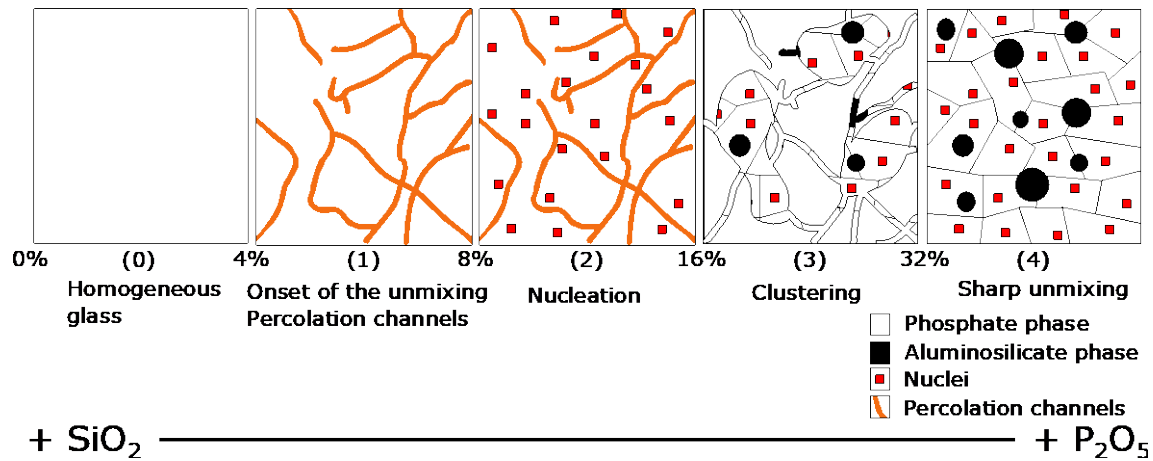 0% (0) 4% (1) 8% (2) 16% (3) 32% (4)
Homogeneous
glass
Onset of the unmixing
Percolation channels
Nucleation
Clustering
Sharp unmixing
Phosphate phase
Aluminosilicate phase
Nuclei
Percolation channels
+ SiO₂ + P₂O₅